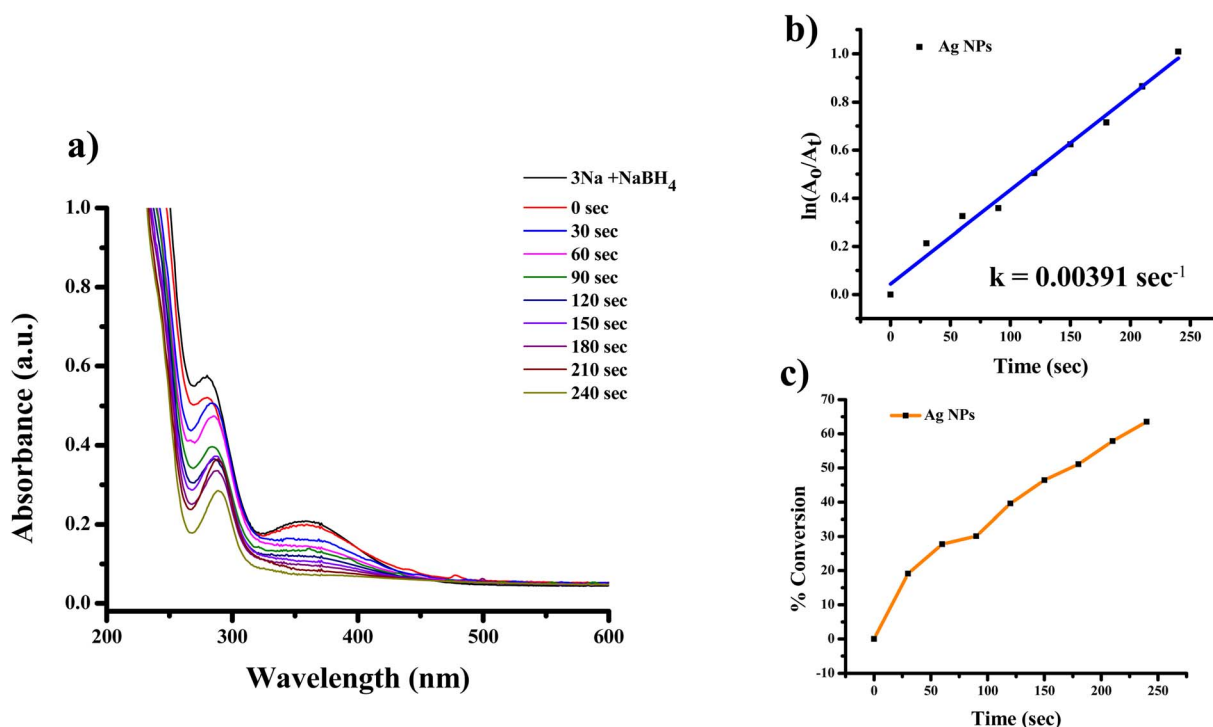 a)
3Na +NaBH4
0 sec
30 sec
60 sec
90 sec
120 sec
150 sec
180 sec
210 sec
240 sec
1.0
0.8
0.6
0.4
0.2
0.0
200
300
400
500
600
Absorbance (a.u.)
Wavelength (nm)
b)
Ag NPs
1.0
0.8
0.6
0.4
0.2
0.0
ln(A0/At)
k = 0.00391 sec-1
0
50
100
150
200
250
Time (sec)
c)
Ag NPs
70
60
50
40
30
20
10
0
-10
% Conversion
0
50
100
150
200
250
Time (sec)